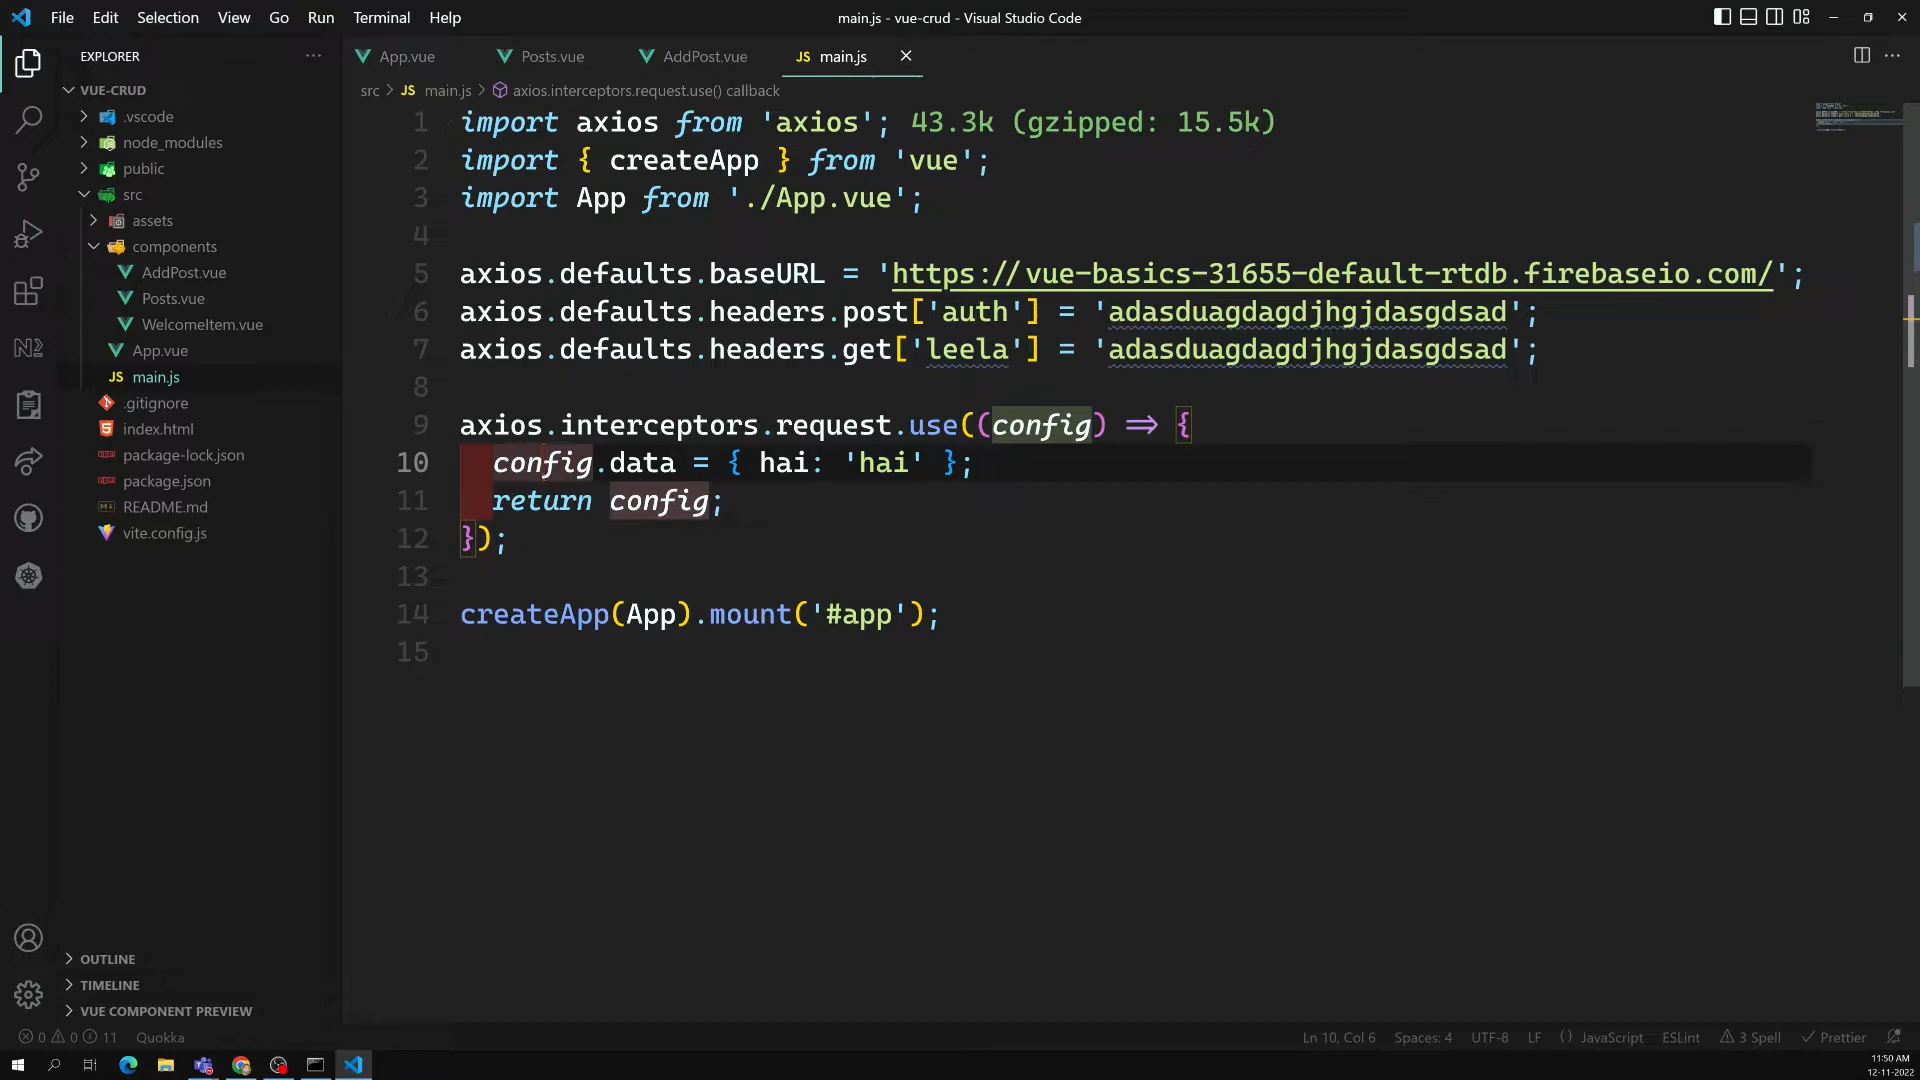 File Edit Selection View Go Run Terminal Help
main.js - vue-crud - Visual Studio Code
EXPLORER
App.vue Posts.vue AddPost.vue JS main.js
src > JS main.js > axios.interceptors.request.use() callback
VUE-CRUD
.vscode
node_modules
public
src
assets
components
AddPost.vue
Posts.vue
WelcomeItem.vue
App.vue
JS main.js
.gitignore
index.html
package-lock.json
package.json
README.md
vite.config.js
OUTLINE
TIMELINE
VUE COMPONENT PREVIEW
1 import axios from 'axios'; 43.3k (gzipped: 15.5k)
2 import { createApp } from 'vue';
3 import App from './App.vue';
4
5 axios.defaults.baseURL = 'https://vue-basics-31655-default-rtdb.firebaseio.com/';
6 axios.defaults.headers.post['auth'] = 'adasduagdagdjhgjdasgdsad';
7 axios.defaults.headers.get['leela'] = 'adasduagdagdjhgjdasgdsad';
8
9 axios.interceptors.request.use((config) => {
10 config.data = { hai: 'hai' };
11 return config;
12 });
13
14 createApp(App).mount('#app');
15
0 0 11 Quokka
Ln 10, Col 6 Spaces: 4 UTF-8 LF {} JavaScript ESLint 3 Spell Prettier
11:50 AM
12-11-2022